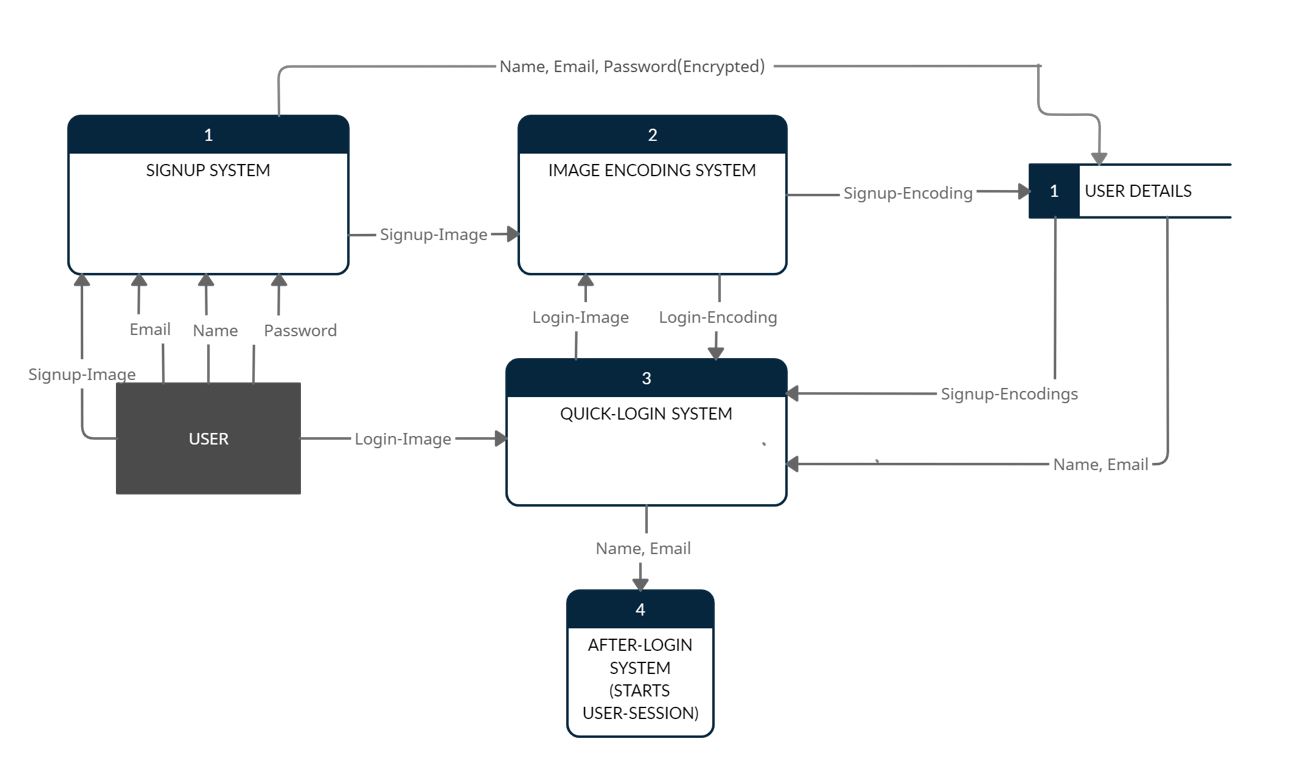 Name, Email, Password(Encrypted)
1
SIGNUP SYSTEM
2
IMAGE ENCODING SYSTEM
Signup-Encoding
1
USER DETAILS
Signup-Image
Email
Name
Password
Login-Image
Login-Encoding
Signup-Image
3
QUICK-LOGIN SYSTEM
Signup-Encodings
USER
Login-Image
Name, Email
Name, Email
4
AFTER-LOGIN
SYSTEM
(STARTS
USER-SESSION)